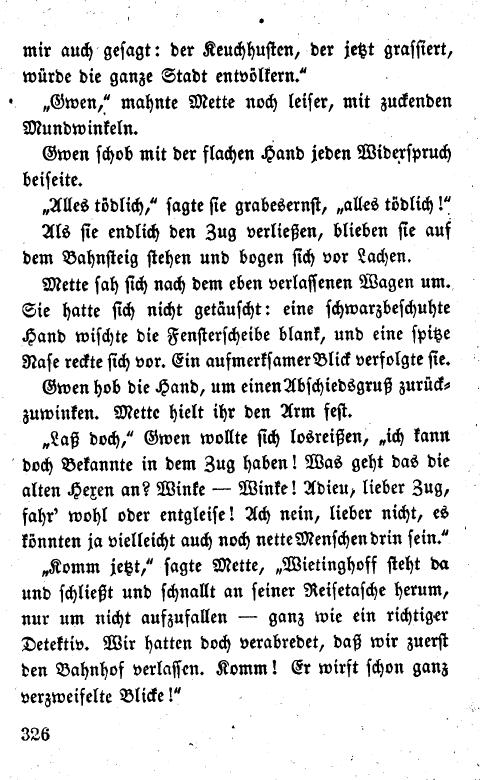 mir auch gesagt: der Keuchhusten, der jetzt grassiert,
würde die ganze Stadt entvölkern.“
„Gwen,“ mahnte Mette noch leiser, mit zuckenden
Mundwinkeln.
Gwen schob mit der flachen Hand jeden Widerspruch
beiseite.
„Alles tödlich,“ sagte sie grabesernst, „alles tödlich!“
Als sie endlich den Zug verließen, blieben sie auf
dem Bahnsteig stehen und bogen sich vor Lachen.
Mette sah sich nach dem eben verlassenen Wagen um.
Sie hatte sich nicht getäuscht: eine schwarzbeschuhte
Hand wischte die Fensterscheibe blank, und eine spitze
Nase reckte sich vor. Ein aufmerksamer Blick verfolgte sie.
Gwen hob die Hand, um einen Abschiedsgruß zurück-
zuwinken. Mette hielt ihr den Arm fest.
„Laß doch,“ Gwen wollte sich losreißen, „ich kann
doch Bekannte in dem Zug haben! Was geht das die
alten Hexen an? Winke — Winke! Adieu, lieber Zug,
fahr’ wohl oder entgleise! Ach nein, lieber nicht, es
könnten ja vielleicht auch noch nette Menschen drin sein.“
„Komm jetzt,“ sagte Mette, „Wietinghoff steht da
und schließt und schnallt an seiner Reisetasche herum,
nur um nicht aufzufallen — ganz wie ein richtiger
Detektiv. Wir hatten doch verabredet, daß wir zuerst
den Bahnhof verlassen. Komm! Er wirft schon ganz
verzweifelte Blicke!“
326